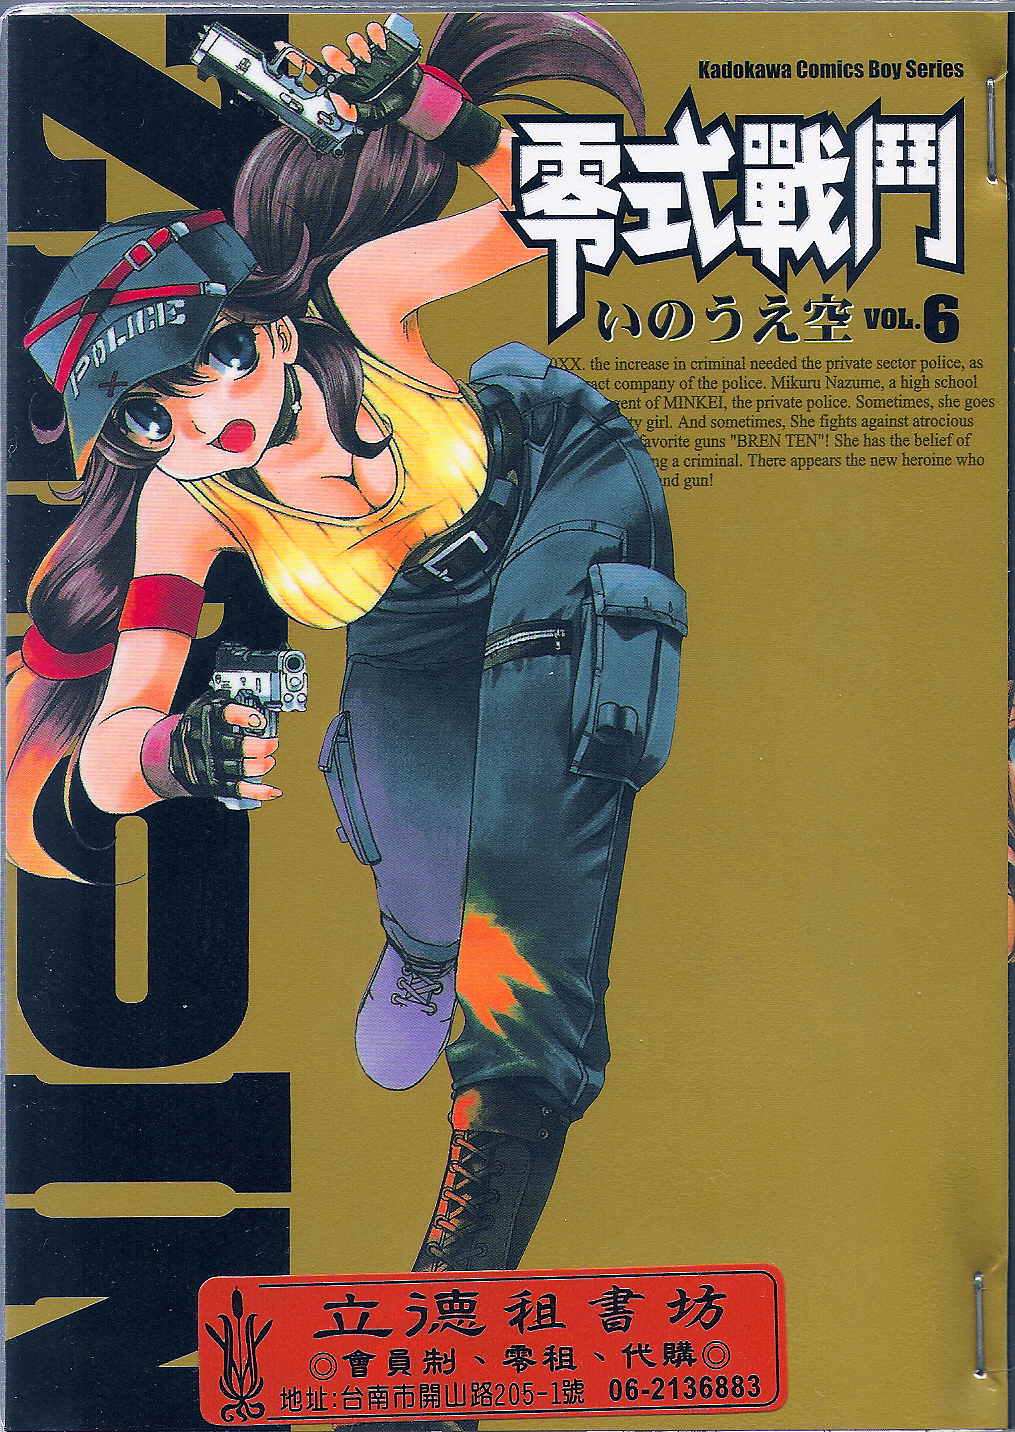 Kadokawa Comics Boy Series
零式戰鬥
いのうえ空 VOL.6
XX. the increase in criminal needed the private sector police, as
act company of the police. Mikuru Nazume, a high school
ent of MINKEI, the private police. Sometimes, she goes
ty girl. And sometimes, She fights against atrocious
favorite guns "BREN TEN"! She has the belief of
ng a criminal. There appears the new heroine who
und gun!
POLICE
立德租書坊
◎會員制、零租、代購◎
地址:台南市開山路205-1號 06-2136883